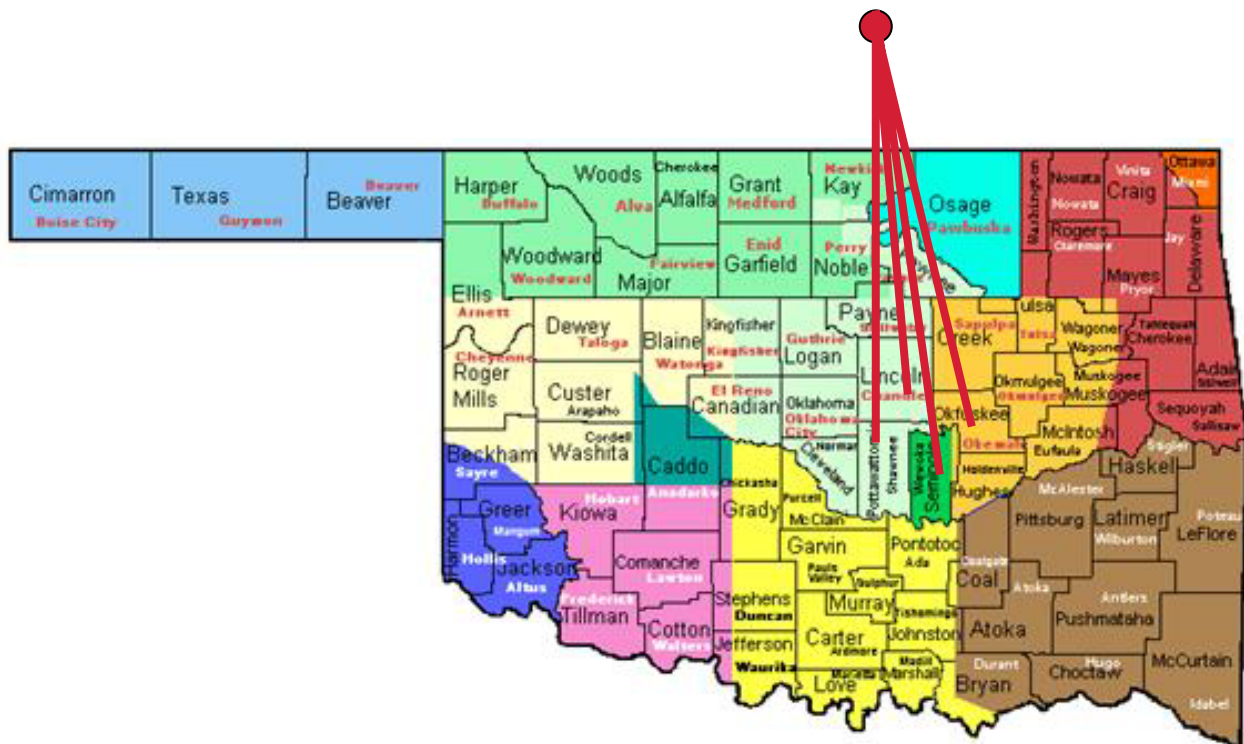 Cimarron
Boise City
Texas
Guymon
Beaver
Beaver
Harper
Buffalo
Woods
Alva
Cherokee
Alfalfa
Grant
Medford
Newkirk
Kay
Osage
Pawhuska
Washington
Nowata
Nowata
Vinita
Craig
Ottawa
Miami
Woodward
Woodward
Fairview
Major
Enid
Garfield
Perry
Noble
Rogers
Claremore
Jay
Delaware
Mayes
Pryor
Ellis
Arnett
Dewey
Taloga
Blaine
Watonga
Kingfisher
Kingfisher
Guthrie
Logan
Payne
Stillwater
Sapulpa
Creek
ulsa
Tulsa
Wagoner
Wagoner
Tahlequah
Cherokee
Adair
Stilwell
Cheyenne
Roger
Mills
Custer
Arapaho
El Reno
Canadian
Oklahoma
Oklahoma
City
Lincoln
Chandle
Okmulgee
Okmulgee
Muskogee
Muskogee
Sequoyah
Sallisaw
Okfuskee
Okemah
McIntosh
Eufaula
Beckham
Sayre
Cordell
Washita
Caddo
Anadarko
Norman
Cleveland
Pottawatton
Shawnee
Wewoka
Seminole
Holdenville
Hughes
Stigler
Haskel
Greer
Mangum
Hobart
Kiowa
Chickasha
Grady
Purcell
McClain
McAlester
Pittsburg
Latimer
Wilburton
Poteau
LeFlore
Harmon
Hollis
Jackson
Altus
Comanche
Lawton
Garvin
Pauls
Valley
Sulphur
Pontotoc
Ada
Coalgate
Coal
Atoka
Atoka
Antlers
Pushmataha
Frederick
Tillman
Cotton
Walters
Stephens
Duncan
Murray
Tishomingo
Johnston
Jefferson
Waurika
Carter
Ardmore
Marietta
Love
Madill
Marshall
Durant
Bryan
Hugo
Choctaw
McCurtain
Idabel